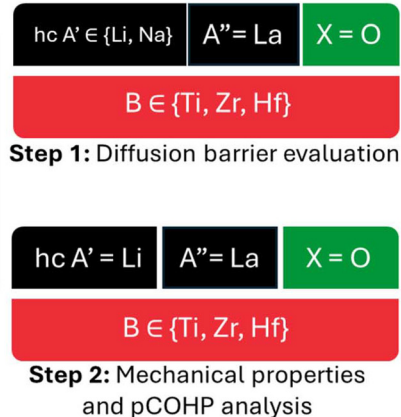 hc A’ ∈ {Li, Na} A”= La X = O
B ∈ {Ti, Zr, Hf}
Step 1: Diffusion barrier evaluation
hc A’ = Li A”= La X = O
B ∈ {Ti, Zr, Hf}
Step 2: Mechanical properties
and pCOHP analysis